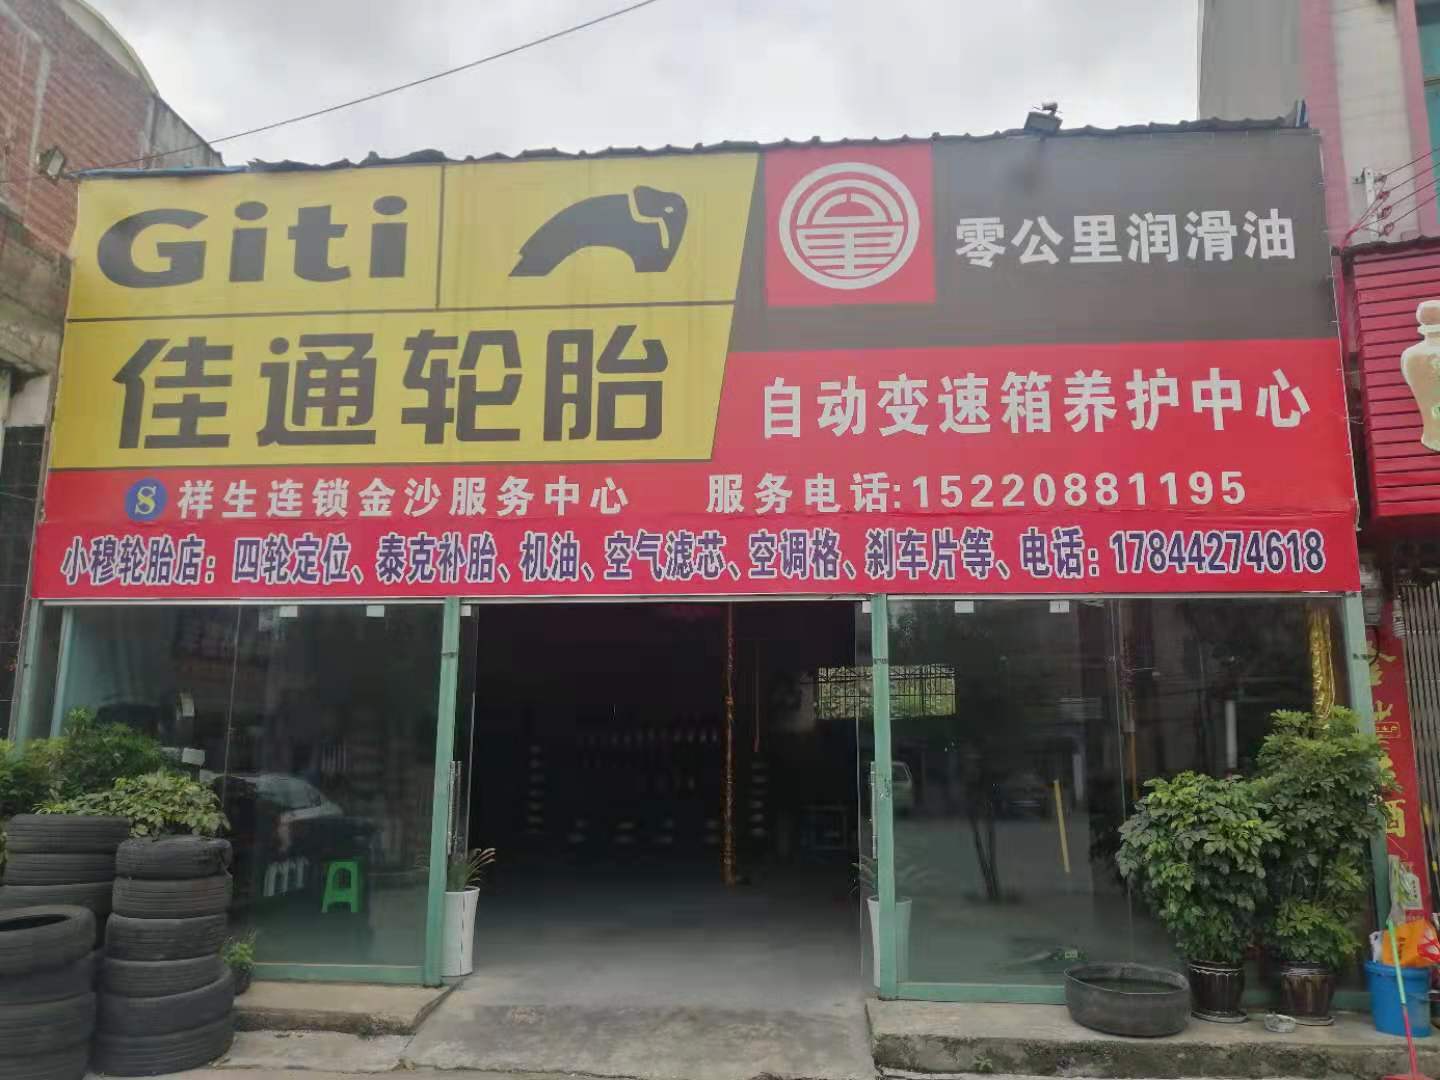 Giti
佳通轮胎
零公里润滑油
自动变速箱养护中心
S 祥生连锁金沙服务中心 服务电话:15220881195
小穆轮胎店：四轮定位、泰克补胎、机油、空气滤芯、空调格、刹车片等、电话：17844274618
酒